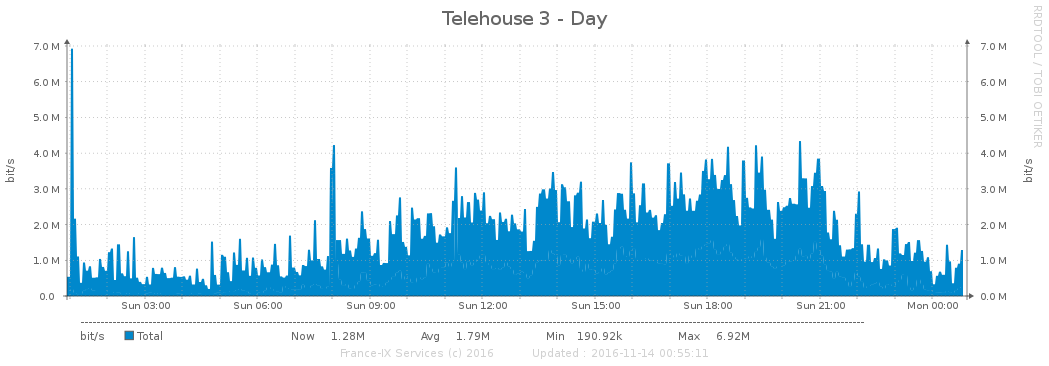 Telehouse 3 - Day
RRDTOOL / TOBI OETIKER
bit/s
bit/s
7.0 M 7.0 M
6.0 M 6.0 M
5.0 M 5.0 M
4.0 M 4.0 M
3.0 M 3.0 M
2.0 M 2.0 M
1.0 M 1.0 M
0.0 0.0 M
Sun 03:00 Sun 06:00 Sun 09:00 Sun 12:00 Sun 15:00 Sun 18:00 Sun 21:00 Mon 00:00
bit/s Total Now 1.28M Avg 1.79M Min 190.92k Max 6.92M
France-IX Services (c) 2016 Updated : 2016-11-14 00:55:11